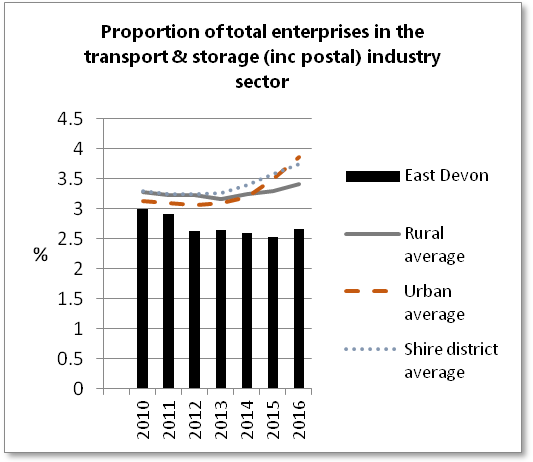 Proportion of total enterprises in the
transport & storage (inc postal) industry
sector
4.5
4
3.5
3
2.5
2
1.5
1
0.5
0
%
2010
2011
2012
2013
2014
2015
2016
East Devon
Rural
average
Urban
average
Shire district
average